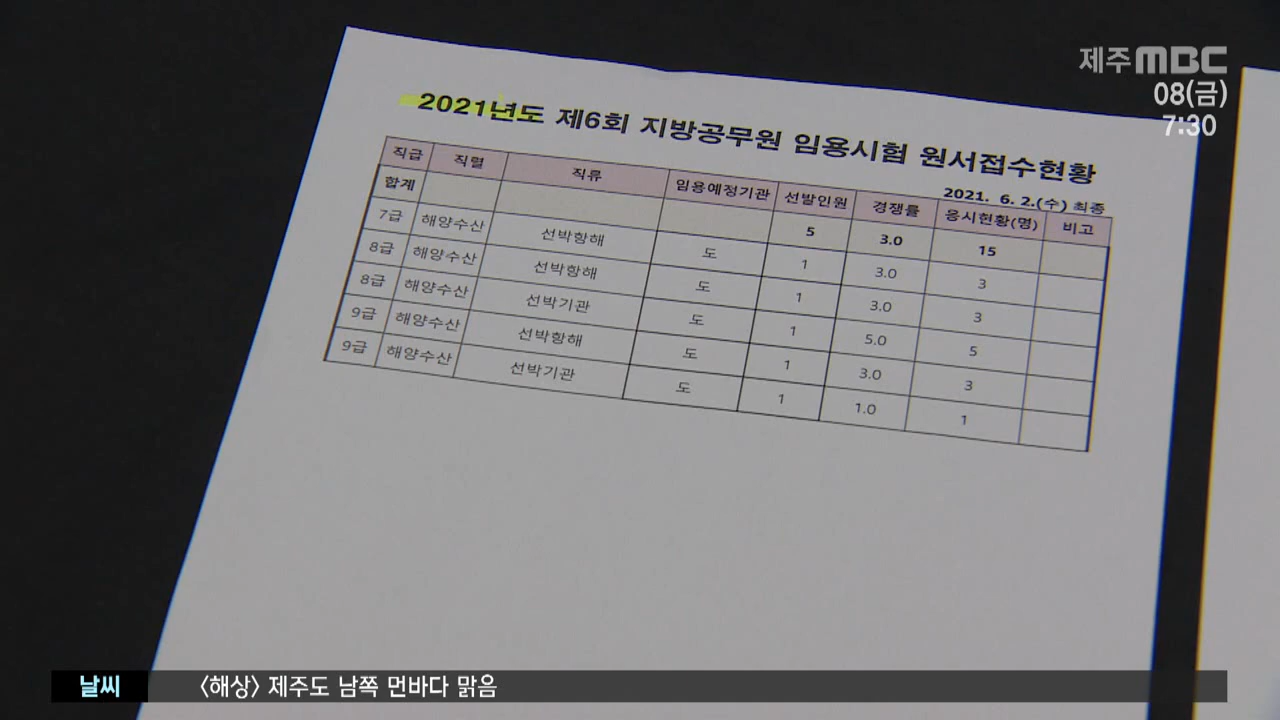 제주MBC
08(금)
7:30
2021년도 제6회 지방공무원 임용시험 원서접수현황
2021. 6. 2.(수) 최종
직급 직렬 직류 임용예정기관 선발인원 경쟁률 응시현황(명) 비고
합계 5 3.0 15
7급 해양수산 선박항해 도 1 3.0 3
8급 해양수산 선박항해 도 1 3.0 3
8급 해양수산 선박기관 도 1 5.0 5
9급 해양수산 선박항해 도 1 3.0 3
9급 해양수산 선박기관 도 1 1.0 1
날씨 〈해상〉 제주도 남쪽 먼바다 맑음